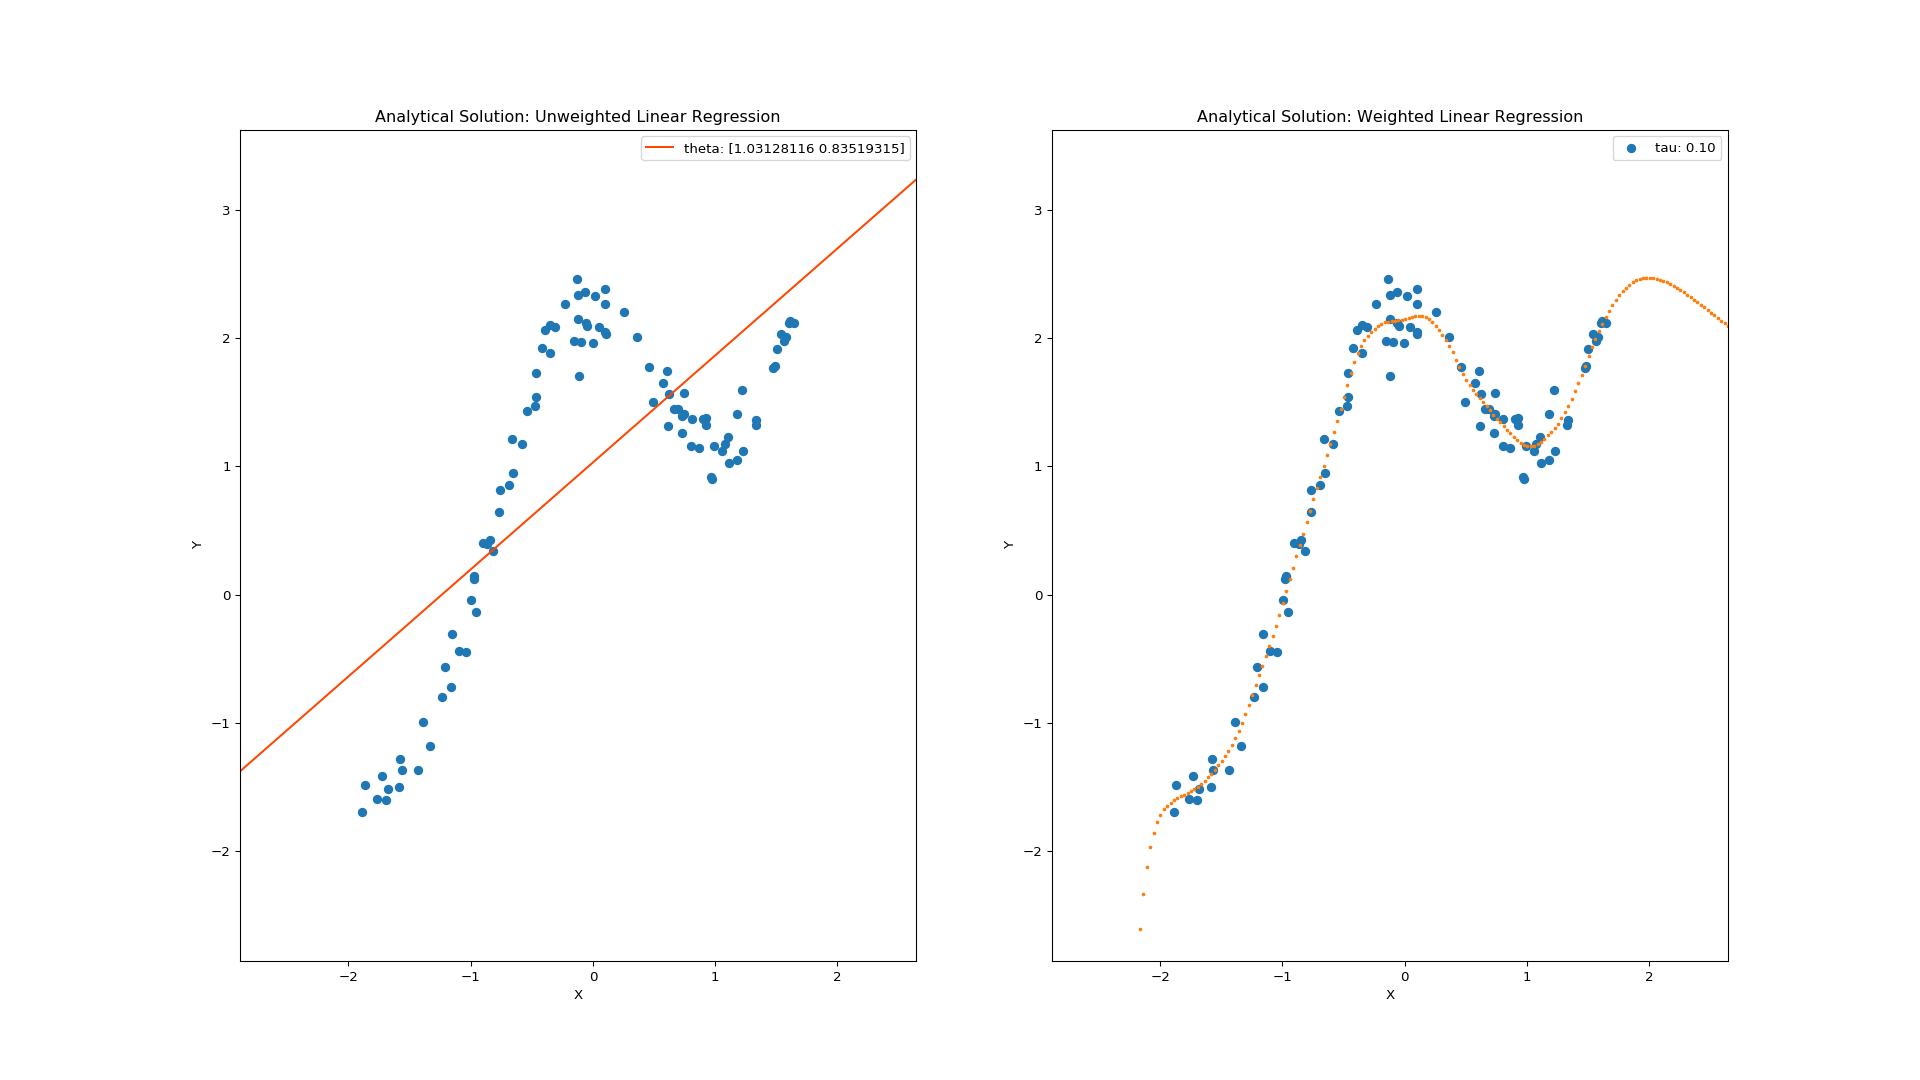 Analytical Solution: Unweighted Linear Regression
theta: [1.03128116 0.83519315]
3
2
1
0
−1
−2
Y
−2 −1 0 1 2
X
Analytical Solution: Weighted Linear Regression
tau: 0.10
3
2
1
0
−1
−2
Y
−2 −1 0 1 2
X